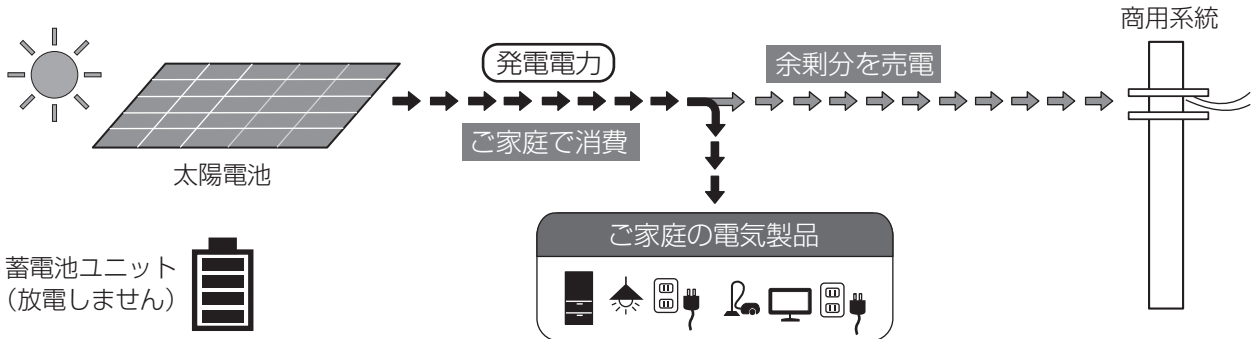 商用系統
発電電力
余剰分を売電
ご家庭で消費
太陽電池
ご家庭の電気製品
蓄電池ユニット
（放電しません）